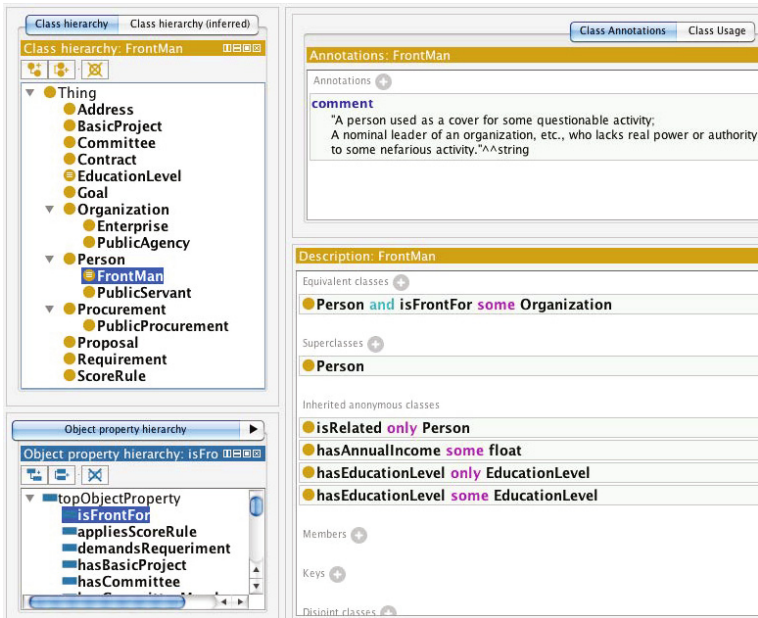 Class hierarchy
Class hierarchy (inferred)
Class hierarchy: FrontMan
Thing
Address
BasicProject
Committee
Contract
EducationLevel
Goal
Organization
Enterprise
PublicAgency
Person
FrontMan
PublicServant
Procurement
PublicProcurement
Proposal
Requirement
ScoreRule
Object property hierarchy
Object property hierarchy: isFro
topObjectProperty
isFrontFor
appliesScoreRule
demandsRequeriment
hasBasicProject
hasCommittee
Class Annotations
Class Usage
Annotations: FrontMan
Annotations
comment
"A person used as a cover for some questionable activity;
A nominal leader of an organization, etc., who lacks real power or authority
to some nefarious activity."^^string
Description: FrontMan
Equivalent classes
Person and isFrontFor some Organization
Superclasses
Person
Inherited anonymous classes
isRelated only Person
hasAnnualIncome some float
hasEducationLevel only EducationLevel
hasEducationLevel some EducationLevel
Members
Keys
Disjoint classes